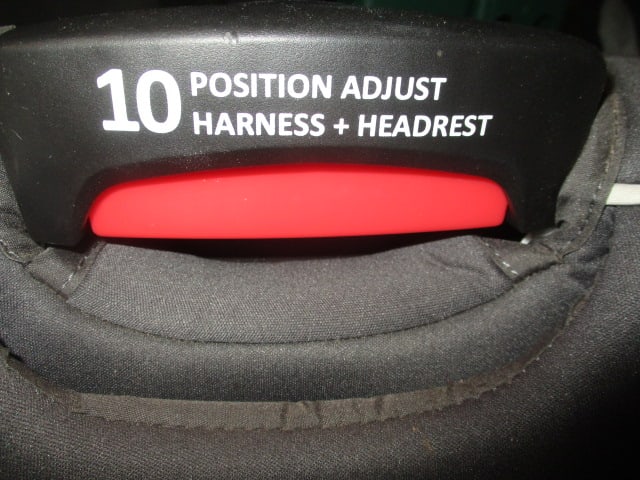 10 POSITION ADJUST
HARNESS + HEADREST